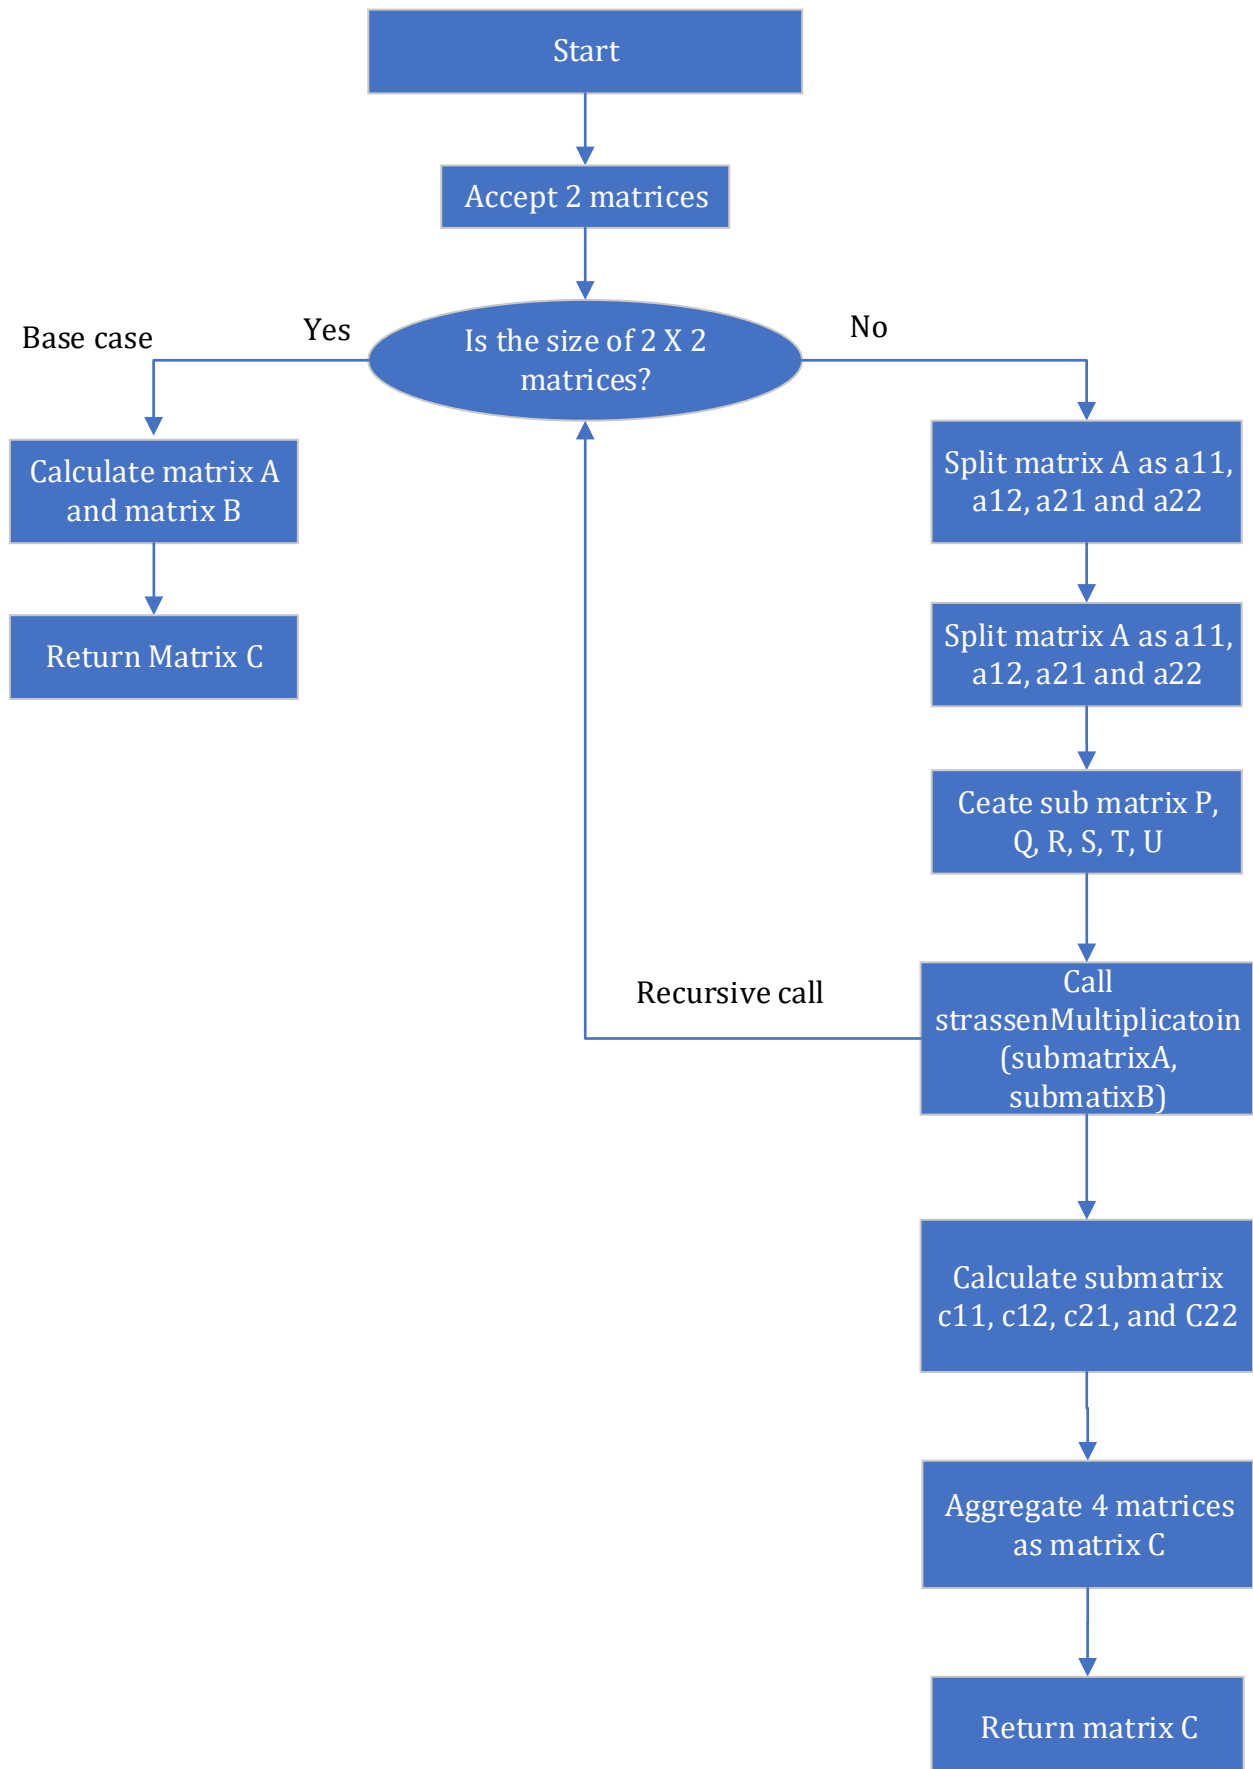 Start
Accept 2 matrices
Base case
Yes
Is the size of 2 X 2
matrices?
No
Calculate matrix A
and matrix B
Return Matrix C
Split matrix A as a11,
a12, a21 and a22
Split matrix A as a11,
a12, a21 and a22
Ceate sub matrix P,
Q, R, S, T, U
Recursive call
Call
strassenMultiplicatoin
(submatrixA,
submatixB)
Calculate submatrix
c11, c12, c21, and C22
Aggregate 4 matrices
as matrix C
Return matrix C